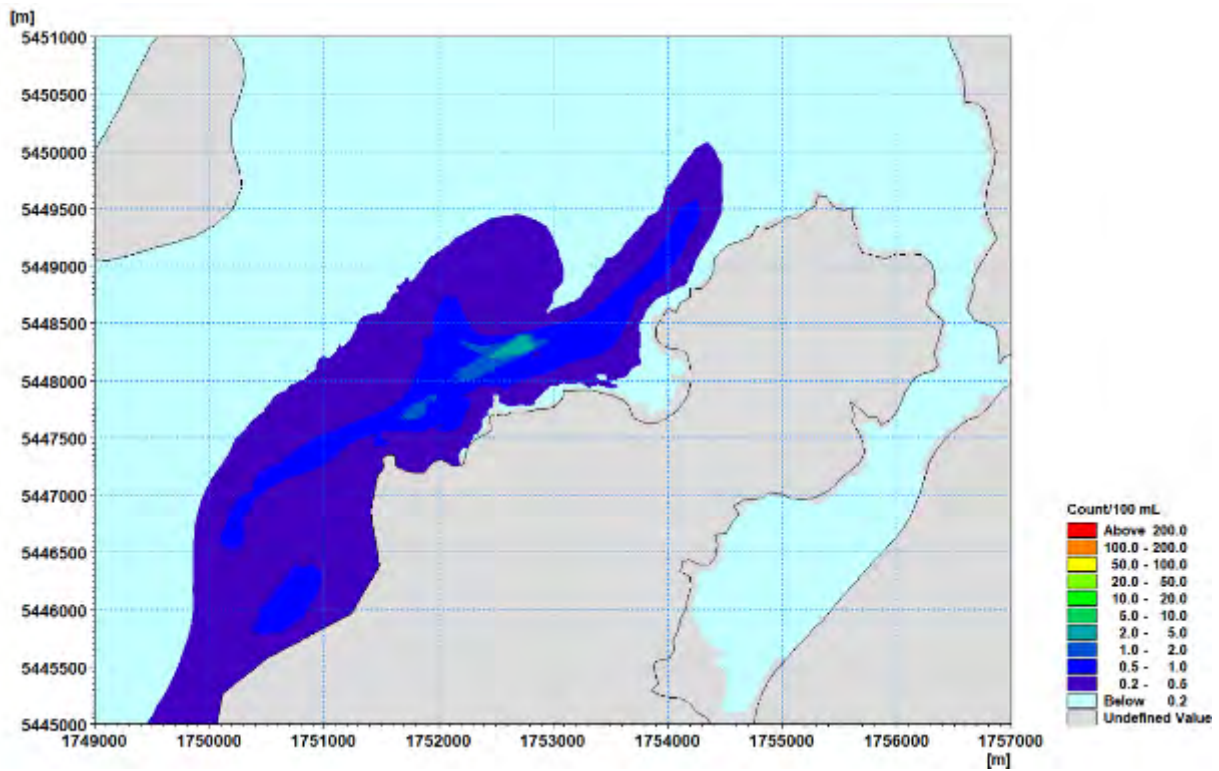 [m]
5451000
5450500
5450000
5449500
5449000
5448500
5448000
5447500
5447000
5446500
5446000
5445500
5445000
1749000 1750000 1751000 1752000 1753000 1754000 1755000 1756000 1757000
[m]
Count/100 mL
Above 200.0
100.0 - 200.0
50.0 - 100.0
20.0 - 50.0
10.0 - 20.0
5.0 - 10.0
2.0 - 5.0
1.0 - 2.0
0.5 - 1.0
0.2 - 0.5
Below 0.2
Undefined Value